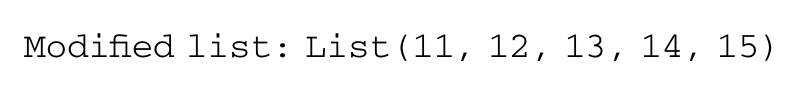 Modified list: List(11, 12, 13, 14, 15)